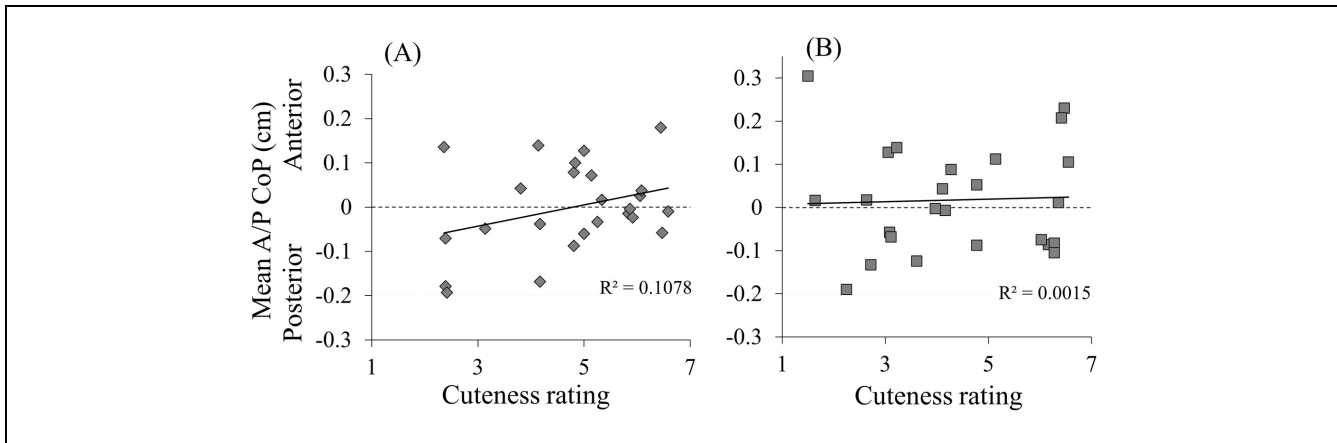 (A)
Mean A/P CoP (cm)
Posterior Anterior
0.3
0.2
0.1
0
-0.1
-0.2
-0.3
R² = 0.1078
1 3 5 7
Cuteness rating
(B)
0.3
0.2
0.1
0
-0.1
-0.2
-0.3
R² = 0.0015
1 3 5 7
Cuteness rating